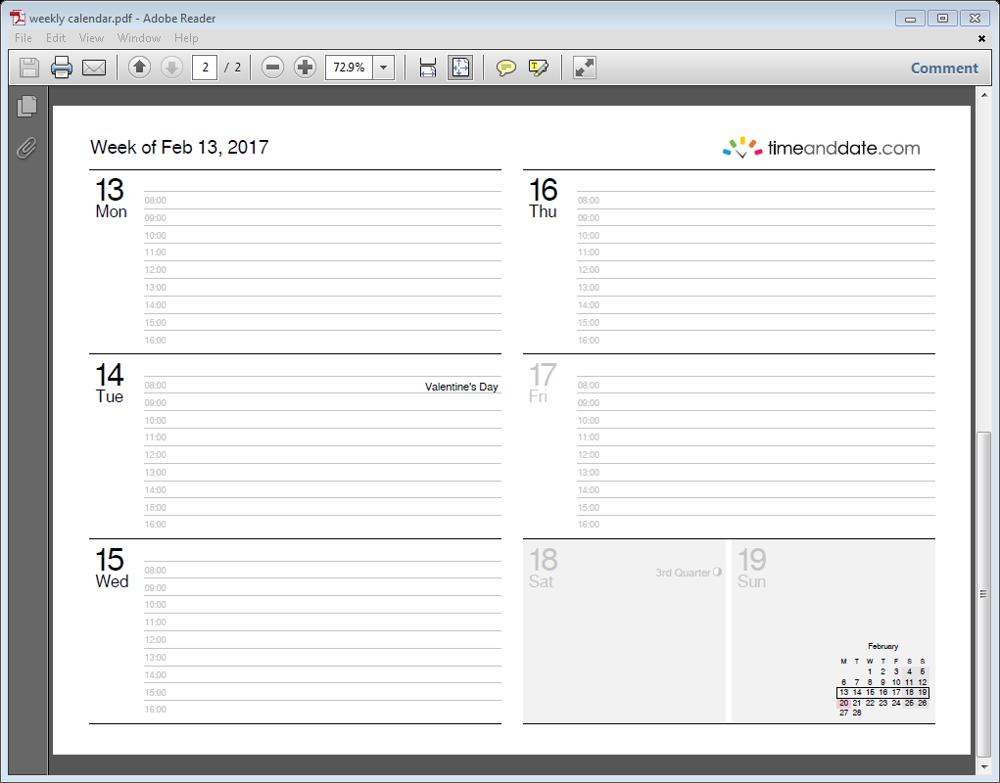 weekly calendar.pdf - Adobe Reader
File Edit View Window Help
2 / 2 72.9% Comment
Week of Feb 13, 2017
timeanddate.com
13
Mon
08:00
09:00
10:00
11:00
12:00
13:00
14:00
15:00
16:00
14
Tue
08:00 Valentine's Day
09:00
10:00
11:00
12:00
13:00
14:00
15:00
16:00
15
Wed
08:00
09:00
10:00
11:00
12:00
13:00
14:00
15:00
16:00
16
Thu
08:00
09:00
10:00
11:00
12:00
13:00
14:00
15:00
16:00
17
Fri
08:00
09:00
10:00
11:00
12:00
13:00
14:00
15:00
16:00
18
Sat
3rd Quarter
19
Sun
February
M T W T F S S
1 2 3 4 5
6 7 8 9 10 11 12
13 14 15 16 17 18 19
20 21 22 23 24 25 26
27 28